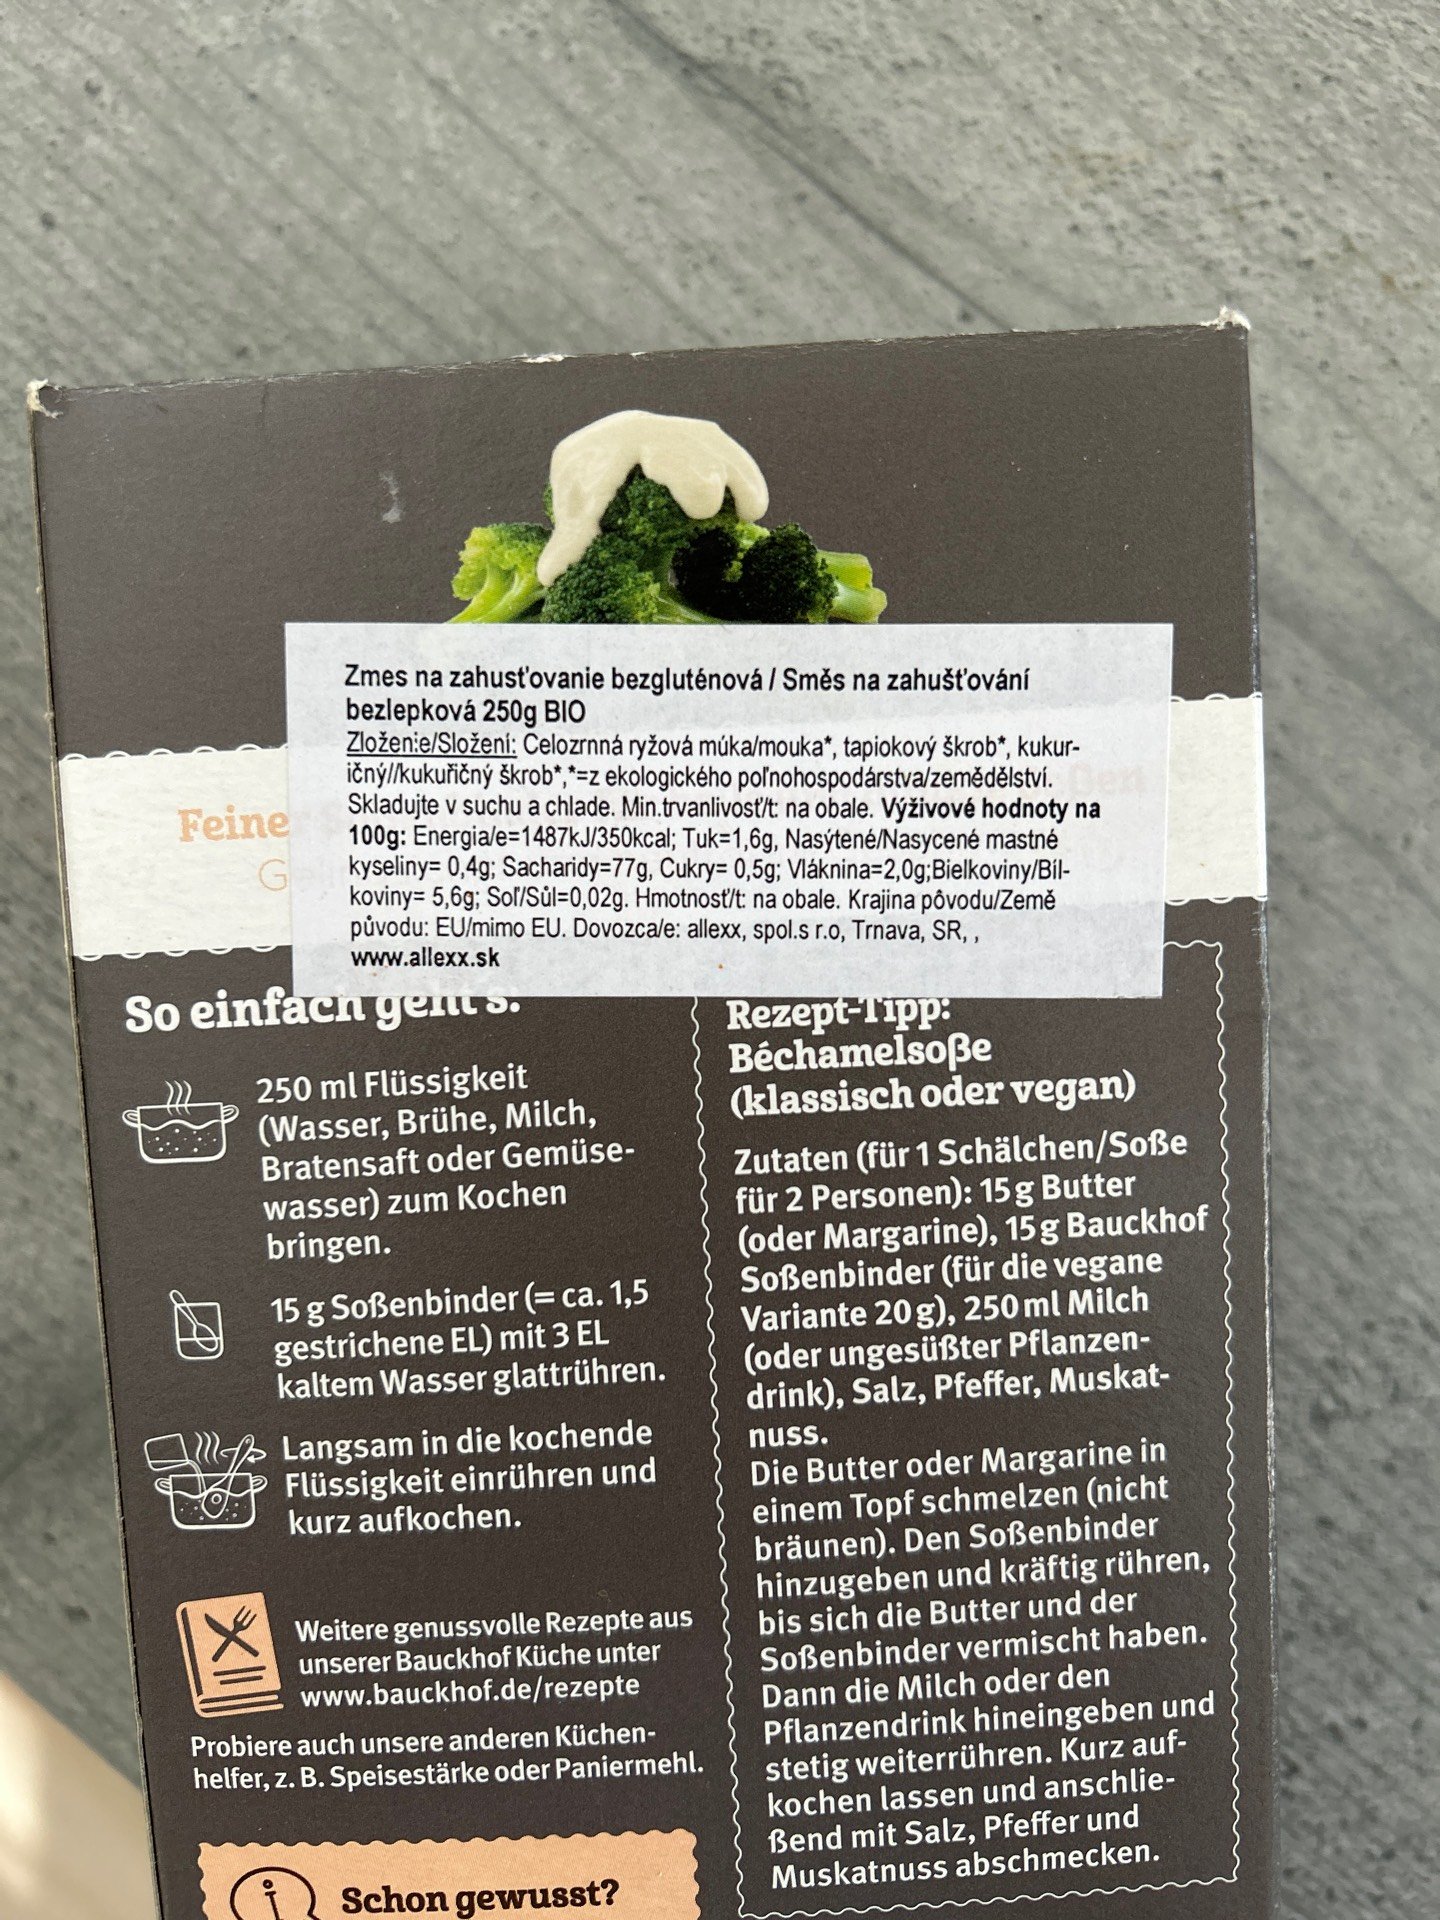 Zmes na zahusťovanie bezgluténová / Směs na zahušťování
bezlepková 250g BIO
Zloženie/Složení: Celozrnná ryžová múka/mouka*, tapiokový škrob*, kukur-
ičný//kukuřičný škrob*,*=z ekologického poľnohospodárstva/zemědělství.
Skladujte v suchu a chlade. Min.trvanlivosť/t: na obale. Výživové hodnoty na
100g: Energia/e=1487kJ/350kcal; Tuk=1,6g, Nasýtené/Nasycené mastné
kyseliny= 0,4g; Sacharidy=77g, Cukry= 0,5g; Vláknina=2,0g;Bielkoviny/Bíl-
koviny= 5,6g; Soľ/Sůl=0,02g. Hmotnosť/t: na obale. Krajina pôvodu/Země
původu: EU/mimo EU. Dovozca/e: allexx, spol.s r.o, Trnava, SR, ,
www.allexx.sk
Feine
So einfach geht's:
250 ml Flüssigkeit
(Wasser, Brühe, Milch,
Bratensaft oder Gemüse-
wasser) zum Kochen
bringen.
15 g Soßenbinder (= ca. 1,5
gestrichene EL) mit 3 EL
kaltem Wasser glattrühren.
Langsam in die kochende
Flüssigkeit einrühren und
kurz aufkochen.
Weitere genussvolle Rezepte aus
unserer Bauckhof Küche unter
www.bauckhof.de/rezepte
Probiere auch unsere anderen Küchen-
helfer, z. B. Speisestärke oder Paniermehl.
i Schon gewusst?
Rezept-Tipp:
Béchamelsoße
(klassisch oder vegan)
Zutaten (für 1 Schälchen/Soße
für 2 Personen): 15 g Butter
(oder Margarine), 15 g Bauckhof
Soßenbinder (für die vegane
Variante 20 g), 250 ml Milch
(oder ungesüßter Pflanzen-
drink), Salz, Pfeffer, Muskat-
nuss.
Die Butter oder Margarine in
einem Topf schmelzen (nicht
bräunen). Den Soßenbinder
hinzugeben und kräftig rühren,
bis sich die Butter und der
Soßenbinder vermischt haben.
Dann die Milch oder den
Pflanzendrink hineingeben und
stetig weiterrühren. Kurz auf-
kochen lassen und anschlie-
ßend mit Salz, Pfeffer und
Muskatnuss abschmecken.